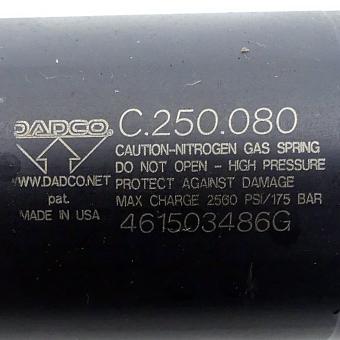 DADCO C.250.080
CAUTION-NITROGEN GAS SPRING
DO NOT OPEN - HIGH PRESSURE
WWW.DADCO.NET PROTECT AGAINST DAMAGE
pat. MAX CHARGE 2560 PSI/175 BAR
MADE IN USA 461503486G